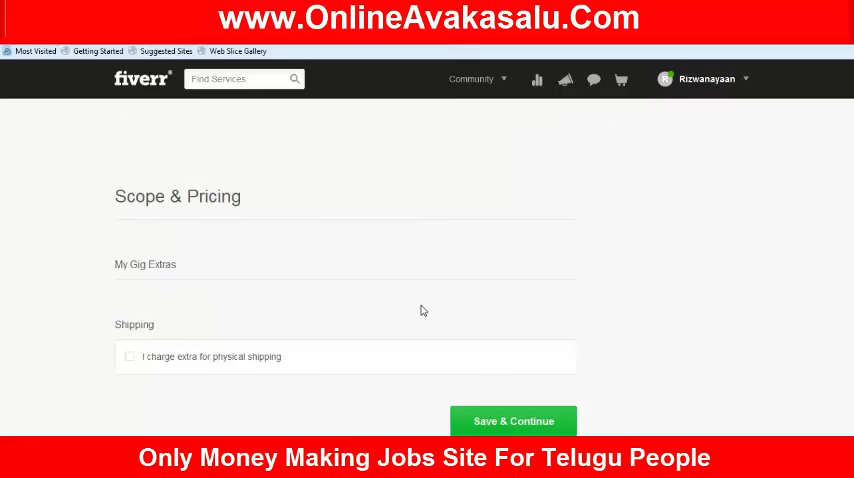 www.OnlineAvakasalu.Com
Most Visited Getting Started Suggested Sites Web Slice Gallery
fiverr® Find Services Community R Rizwanayaan
Scope & Pricing
My Gig Extras
Shipping
I charge extra for physical shipping
Save & Continue
Only Money Making Jobs Site For Telugu People